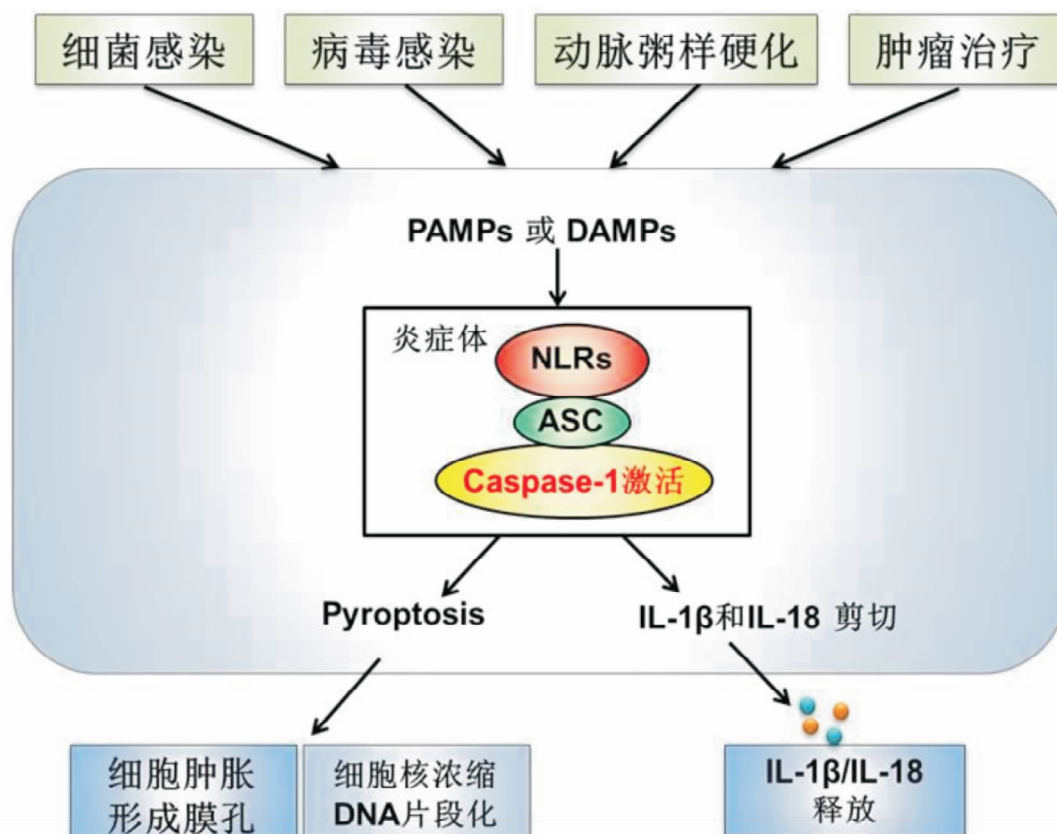 细菌感染
病毒感染
动脉粥样硬化
肿瘤治疗
PAMPs 或 DAMPs
炎症体
NLRs
ASC
Caspase-1激活
Pyroptosis
IL-1β和IL-18 剪切
细胞肿胀
形成膜孔
细胞核浓缩
DNA片段化
IL-1β/IL-18
释放